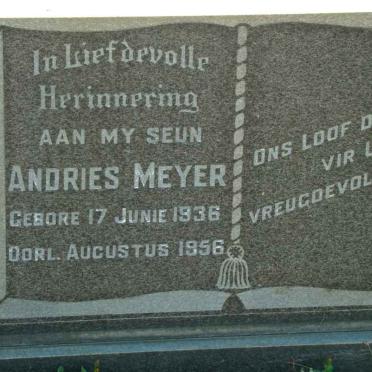 In Liefdevolle
Herinnering
AAN MY SEUN
ANDRIES MEYER
GEBORE 17 JUNIE 1936
OORL. AUGUSTUS 1956
ONS LOOF
VIR
VREUGDEVOL